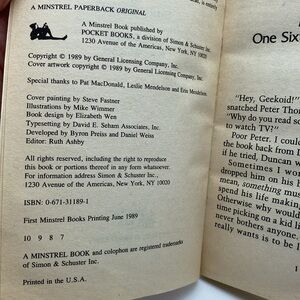 A MINSTREL PAPERBACK ORIGINAL
A Minstrel Book published by
POCKET BOOKS, a division of Simon & Schuster Inc.
1230 Avenue of the Americas, New York, NY 10020
Copyright © 1989 by General Licensing Company, Inc.
Cover copyright © 1989 by General Licensing Company, Inc.
Special thanks to Pat MacDonald, Leslie Mendelson and Erin Mendelson.
Cover painting by Steve Fastner
Illustrations by Mike Wimmer
Book design by Elizabeth Wen
Typesetting by David E. Seham Associates, Inc.
Developed by Byron Preiss and Daniel Weiss
Editor: Ruth Ashby
All rights reserved, including the right to reproduce
this book or portions thereof in any form whatsoever.
For information address Simon & Schuster Inc.
1230 Avenue of the Americas, New York, NY 10020
ISBN: 0-671-31189-1
First Minstrel Books Printing June 1989
10 9 8 7
A MINSTREL BOOK and colophon are registered trademarks
of Simon & Schuster Inc.
Printed in the U.S.A.
One Six
"Hey, Geekoid!"
snatched Peter Tho
"Why do you read so
to watch TV?"
Poor Peter. I could
the book back from D
if he tried, Duncan w
Sometimes I won
mean, something mus
spend his life making
Otherwise why would
time picking on a kid li
never bothers anyone.
really wants is to be l